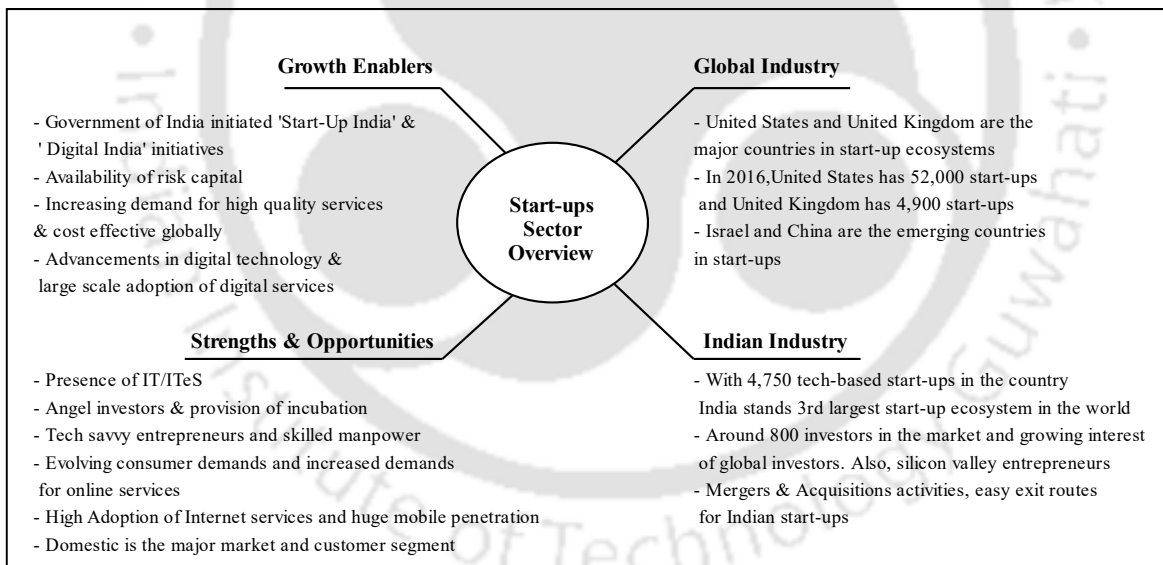 Growth Enablers
- Government of India initiated 'Start-Up India' &
' Digital India' initiatives
- Availability of risk capital
- Increasing demand for high quality services
& cost effective globally
- Advancements in digital technology &
large scale adoption of digital services
Global Industry
- United States and United Kingdom are the
major countries in start-up ecosystems
- In 2016,United States has 52,000 start-ups
and United Kingdom has 4,900 start-ups
- Israel and China are the emerging countries
in start-ups
Start-ups
Sector
Overview
Strengths & Opportunities
- Presence of IT/ITeS
- Angel investors & provision of incubation
- Tech savvy entrepreneurs and skilled manpower
- Evolving consumer demands and increased demands
for online services
- High Adoption of Internet services and huge mobile penetration
- Domestic is the major market and customer segment
Indian Industry
- With 4,750 tech-based start-ups in the country
India stands 3rd largest start-up ecosystem in the world
- Around 800 investors in the market and growing interest
of global investors. Also, silicon valley entrepreneurs
- Mergers & Acquisitions activities, easy exit routes
for Indian start-ups
Indian Institute of Technology Guwahati